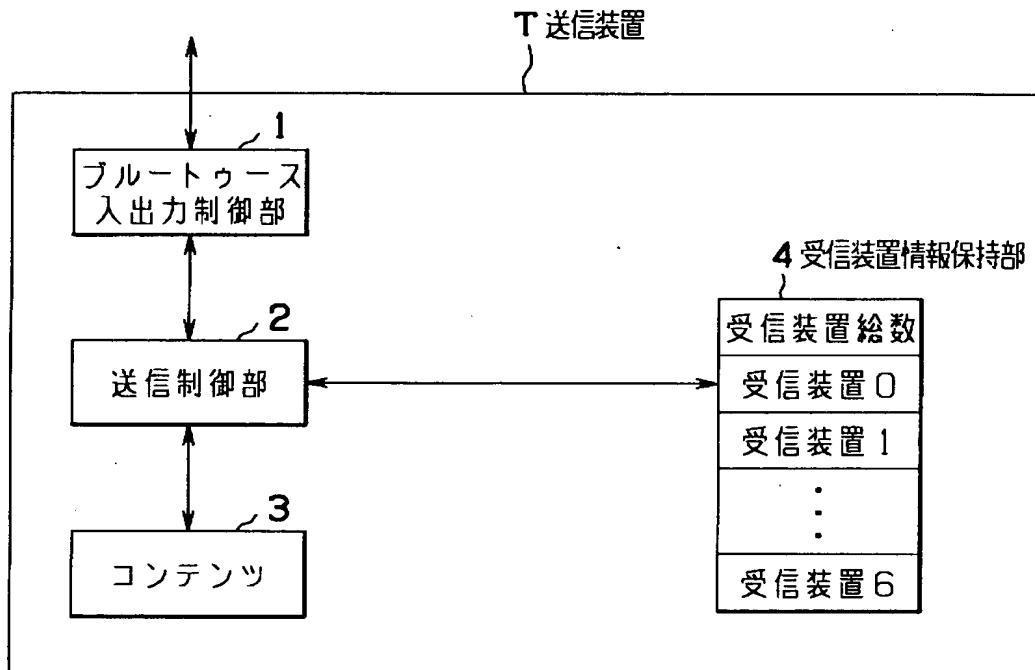 T 送信装置
1
ブルートゥース
入出力制御部
2
送信制御部
3
コンテンツ
4 受信装置情報保持部
受信装置総数
受信装置0
受信装置1
受信装置6